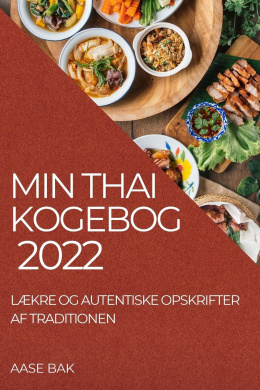 MIN THAI
KOGEBOG
2022
LÆKRE OG AUTENTISKE OPSKRIFTER
AF TRADITIONEN
AASE BAK